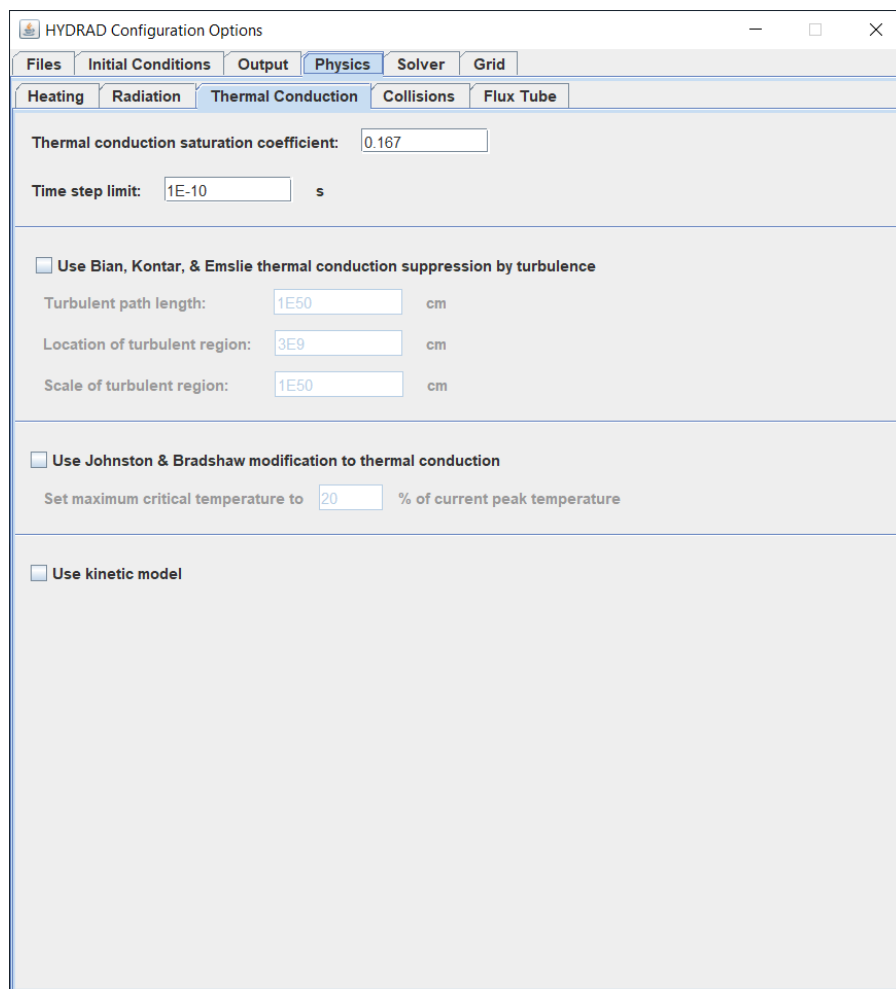 HYDRAD Configuration Options
Files Initial Conditions Output Physics Solver Grid
Heating Radiation Thermal Conduction Collisions Flux Tube
Thermal conduction saturation coefficient: 0.167
Time step limit: 1E-10 s
Use Bian, Kontar, & Emslie thermal conduction suppression by turbulence
Turbulent path length: 1E50 cm
Location of turbulent region: 3E9 cm
Scale of turbulent region: 1E50 cm
Use Johnston & Bradshaw modification to thermal conduction
Set maximum critical temperature to 20 % of current peak temperature
Use kinetic model